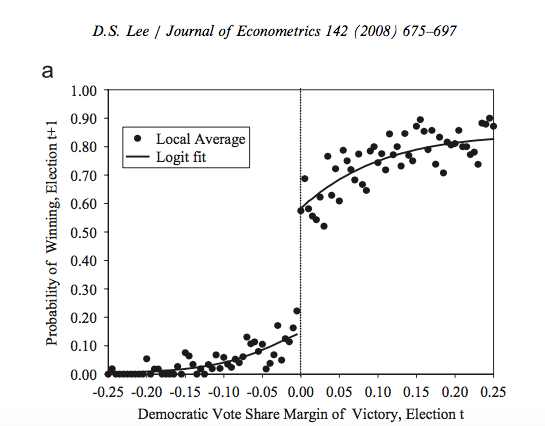 D.S. Lee / Journal of Econometrics 142 (2008) 675–697
a
Probability of Winning, Election t+1
1.00
0.90
0.80
0.70
0.60
0.50
0.40
0.30
0.20
0.10
0.00
Local Average
Logit fit
-0.25 -0.20 -0.15 -0.10 -0.05 0.00 0.05 0.10 0.15 0.20 0.25
Democratic Vote Share Margin of Victory, Election t